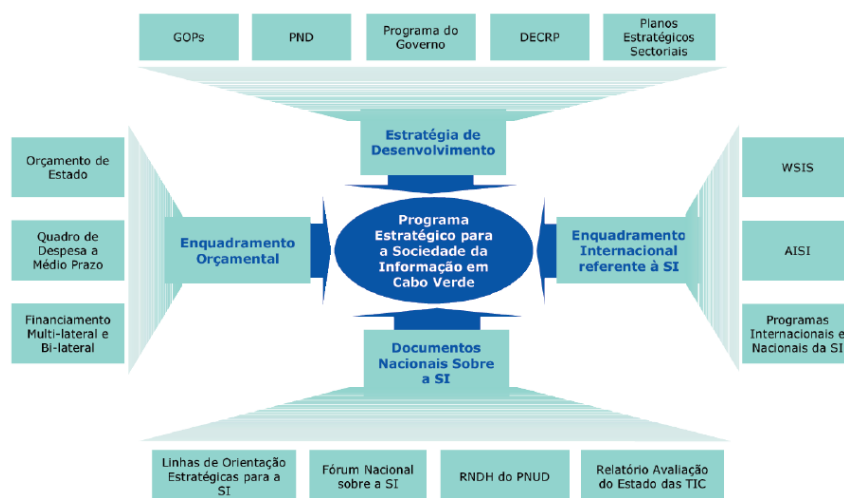 GOPs
PND
Programa do
Governo
DECRP
Planos
Estratégicos
Sectoriais
Estratégia de
Desenvolvimento
Orçamento de
Estado
Quadro de
Despesa a
Médio Prazo
Financiamento
Multi-lateral e
Bi-lateral
Enquadramento
Orçamental
Programa
Estratégico para
a Sociedade da
Informação em
Cabo Verde
Enquadramento
Internacional
referente à SI
WSIS
AISI
Programas
Internacionais e
Nacionais da SI
Documentos
Nacionais Sobre
a SI
Linhas de Orientação
Estratégicas para a
SI
Fórum Nacional
sobre a SI
RNDH do PNUD
Relatório Avaliação
do Estado das TIC